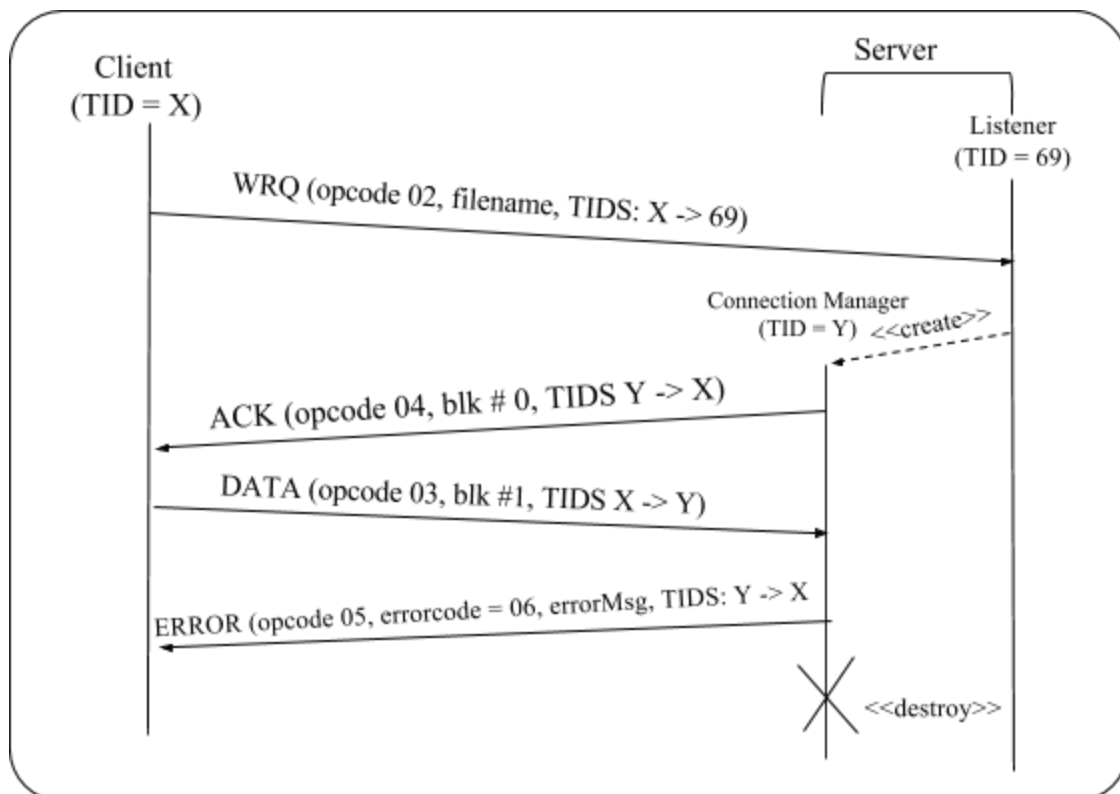 Server
Client
(TID = X)
Listener
(TID = 69)
WRQ (opcode 02, filename, TIDS: X -> 69)
Connection Manager
(TID = Y)
<<create>>
ACK (opcode 04, blk # 0, TIDS Y -> X)
DATA (opcode 03, blk #1, TIDS X -> Y)
ERROR (opcode 05, errorcode = 06, errorMsg, TIDS: Y -> X
<<destroy>>